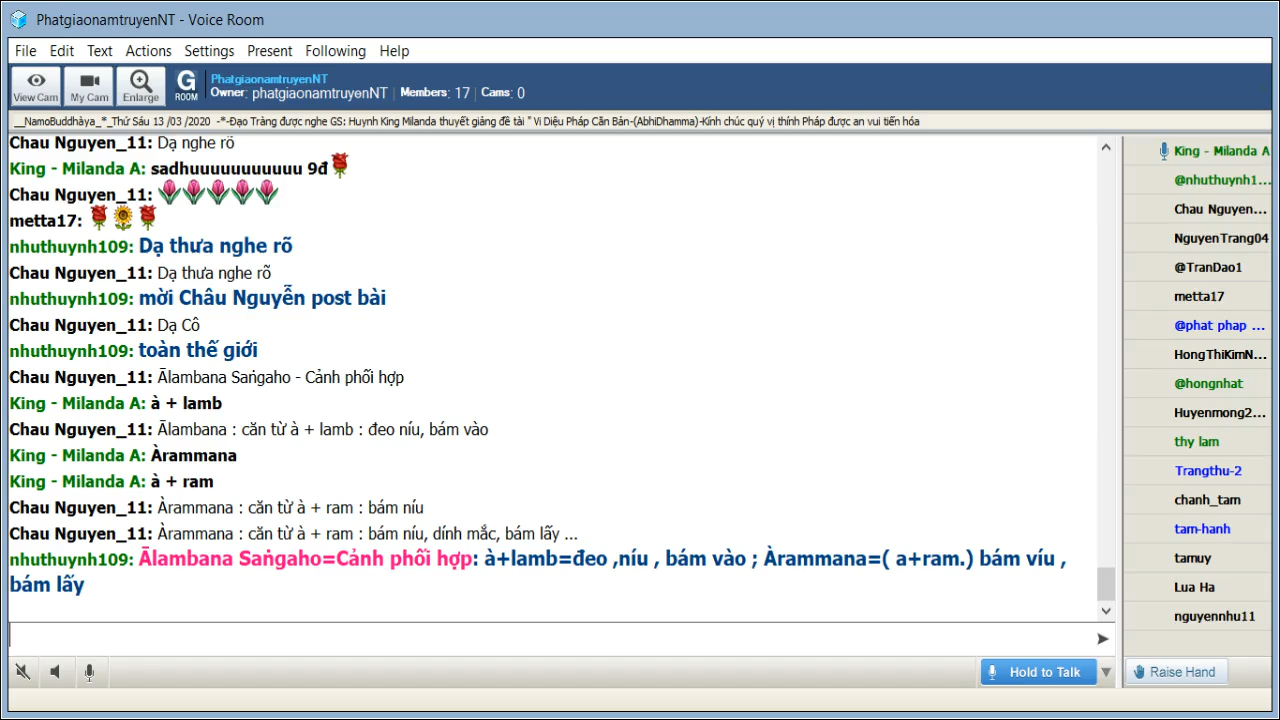 PhatgiaonamtruyenNT - Voice Room
File Edit Text Actions Settings Present Following Help
View Cam My Cam Enlarge G ROOM
PhatgiaonamtruyenNT
Owner: phatgiaonamtruyenNT Members: 17 Cams: 0
__NamoBuddhàya_*_Thứ Sáu 13 /03 /2020 -*-Đạo Tràng được nghe GS: Huynh King Milanda thuyết giảng đề tài " Vi Diệu Pháp Căn Bản-(AbhiDhamma)-Kính chúc quý vị thính Pháp được an vui tiến hóa
Chau Nguyen_11: Dạ nghe rõ
King - Milanda A: sadhuuuuuuuuuuu 9đ
Chau Nguyen_11:
metta17:
nhuthuynh109: Dạ thưa nghe rõ
Chau Nguyen_11: Dạ thưa nghe rõ
nhuthuynh109: mời Châu Nguyễn post bài
Chau Nguyen_11: Dạ Cô
nhuthuynh109: toàn thế giới
Chau Nguyen_11: Ālambana Saṅgaho - Cảnh phối hợp
King - Milanda A: à + lamb
Chau Nguyen_11: Ālambana : căn từ à + lamb : đeo níu, bám vào
King - Milanda A: Àrammana
King - Milanda A: à + ram
Chau Nguyen_11: Àrammana : căn từ à + ram : bám níu
Chau Nguyen_11: Àrammana : căn từ à + ram : bám níu, dính mắc, bám lấy ...
nhuthuynh109: Ālambana Saṅgaho=Cảnh phối hợp: à+lamb=đeo ,níu , bám vào ; Àrammana=( a+ram.) bám víu ,
bám lấy
King - Milanda A
@nhuthuynh1...
Chau Nguyen...
NguyenTrang04
@TranDao1
metta17
@phat phap ...
HongThiKimN...
@hongnhat
Huyenmong2...
thy lam
Trangthu-2
chanh_tam
tam-hanh
tamuy
Lua Ha
nguyennhu11
Hold to Talk
Raise Hand